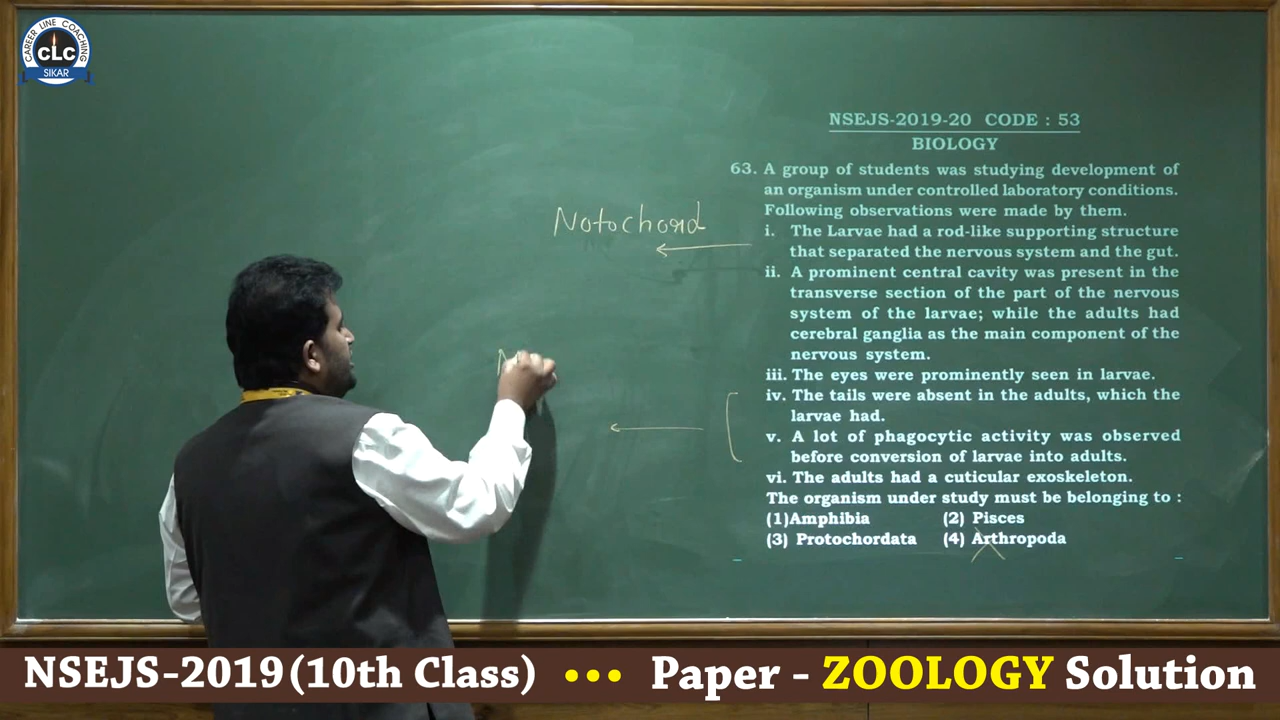 CAREER LINE COACHING
CLC
SIKAR
NSEJS-2019-20 CODE : 53
BIOLOGY
63. A group of students was studying development of
an organism under controlled laboratory conditions.
Following observations were made by them.
i. The Larvae had a rod-like supporting structure
that separated the nervous system and the gut.
ii. A prominent central cavity was present in the
transverse section of the part of the nervous
system of the larvae; while the adults had
cerebral ganglia as the main component of the
nervous system.
iii. The eyes were prominently seen in larvae.
iv. The tails were absent in the adults, which the
larvae had.
v. A lot of phagocytic activity was observed
before conversion of larvae into adults.
vi. The adults had a cuticular exoskeleton.
The organism under study must be belonging to :
(1)Amphibia (2) Pisces
(3) Protochordata (4) Arthropoda
Notochord
NSEJS-2019(10th Class) ••• Paper - ZOOLOGY Solution